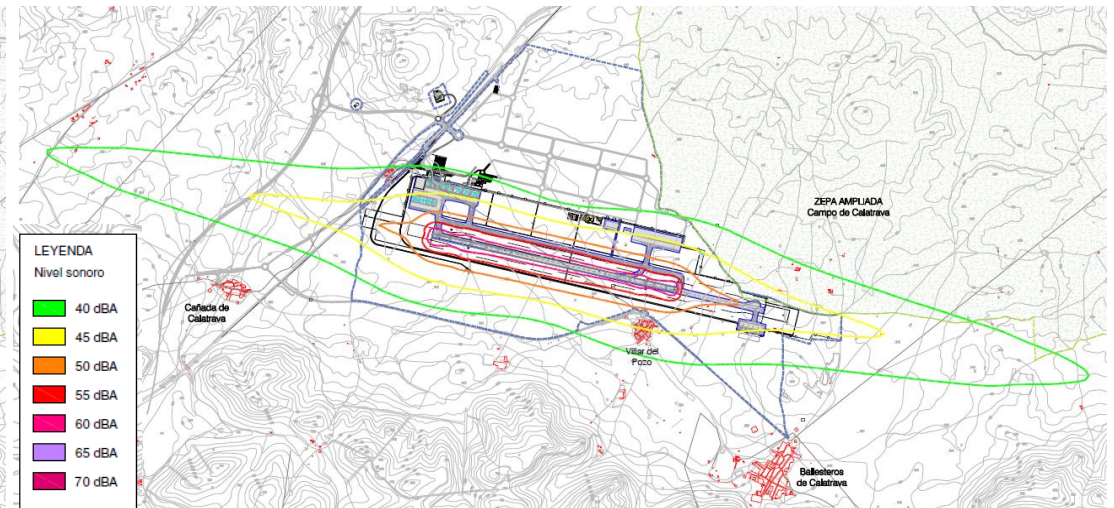 ZEPA AMPLIADA
Campo de Calatrava
LEYENDA
Nivel sonoro
40 dBA
45 dBA
50 dBA
55 dBA
60 dBA
65 dBA
70 dBA
Cañada de
Calatrava
Villar del
Pozo
Ballesteros
de Calatrava